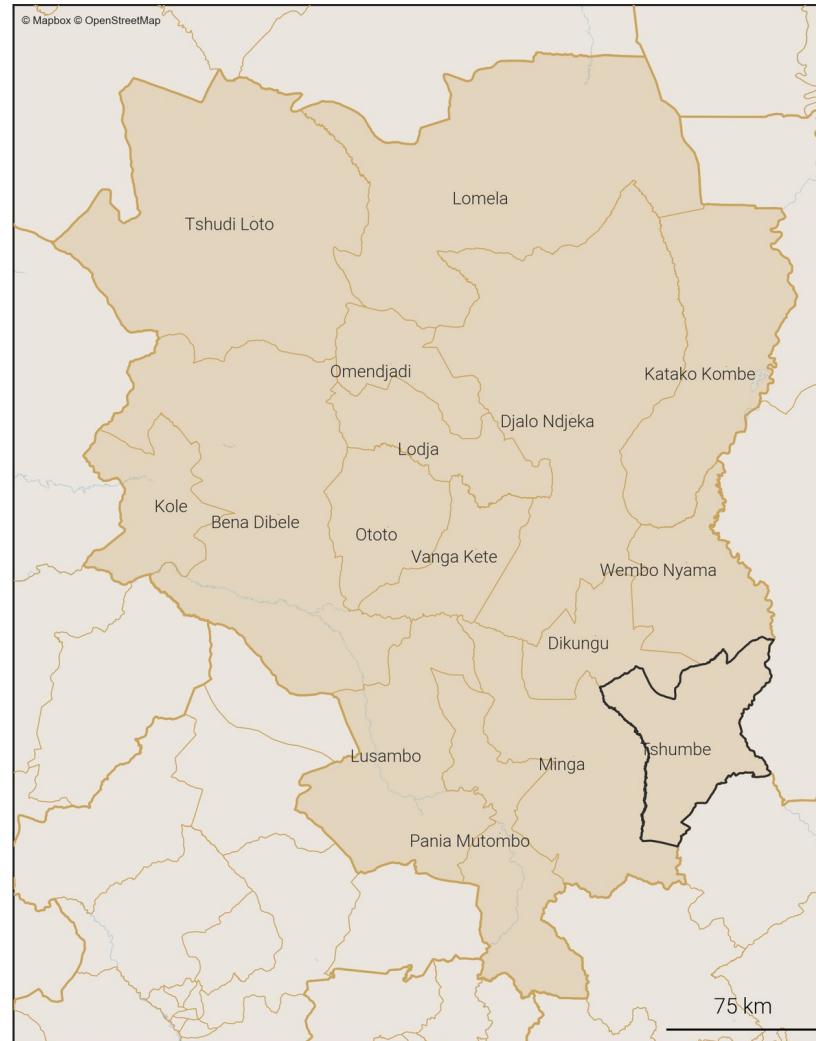 © Mapbox © OpenStreetMap
Lomela
Tshudi Loto
Omendjadi
Katako Kombe
Djalo Ndjeka
Lodja
Kole
Bena Dibele
Ototo
Vanga Kete
Wembo Nyama
Dikungu
Tshumbe
Lusambo
Minga
Pania Mutombo
75 km